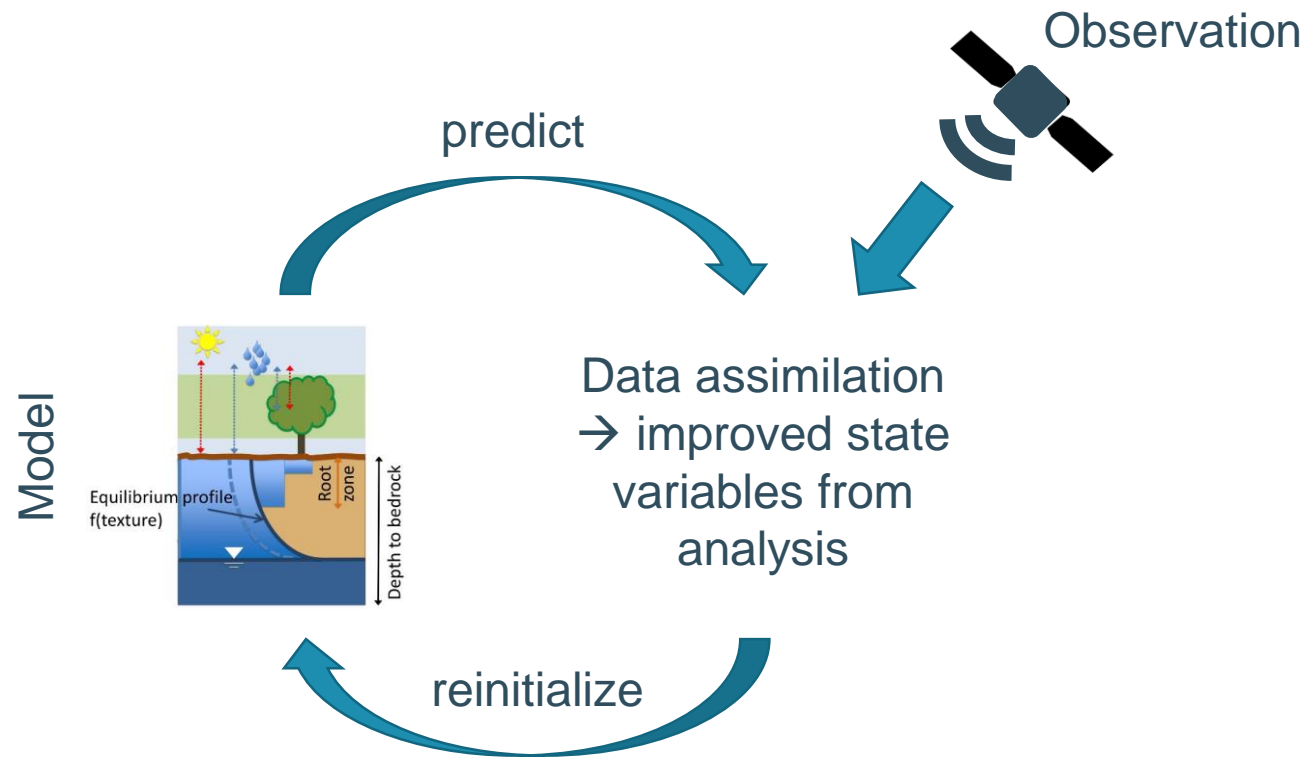 Observation
predict
Model
Equilibrium profile
f(texture)
Root
zone
Depth to bedrock
Data assimilation
→ improved state
variables from
analysis
reinitialize